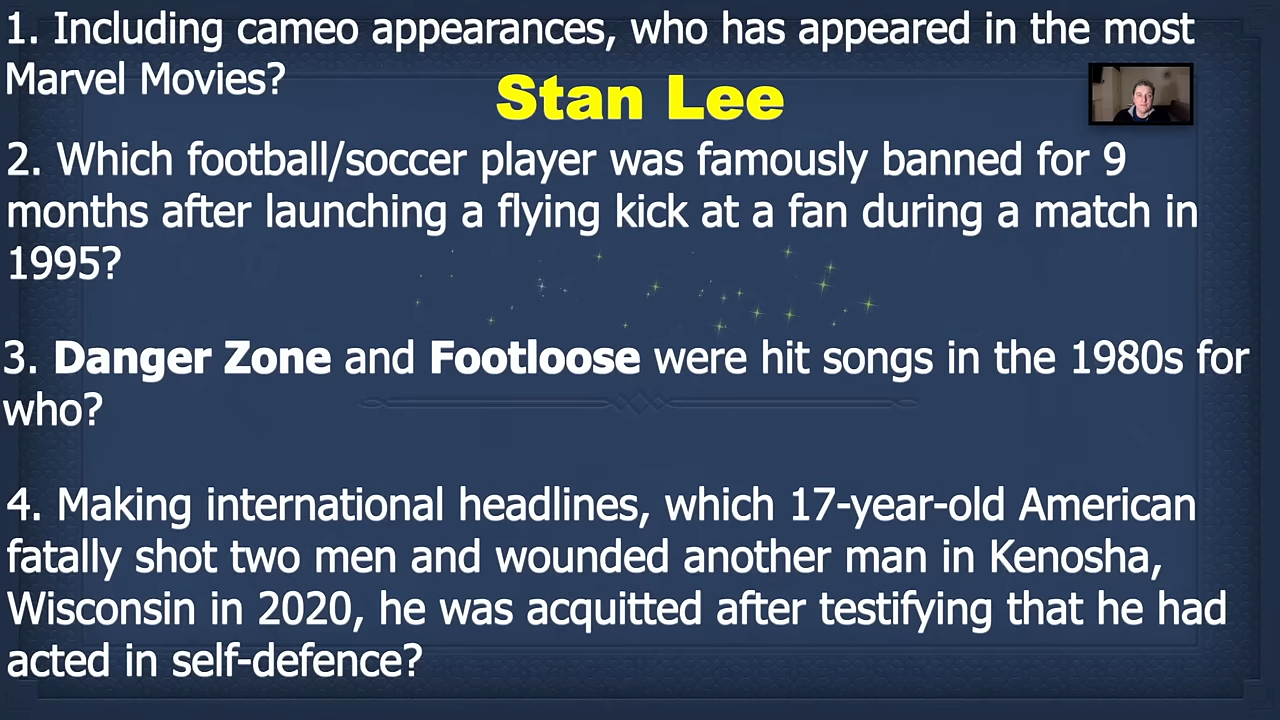 1. Including cameo appearances, who has appeared in the most
Marvel Movies?
Stan Lee
2. Which football/soccer player was famously banned for 9
months after launching a flying kick at a fan during a match in
1995?
3. Danger Zone and Footloose were hit songs in the 1980s for
who?
4. Making international headlines, which 17-year-old American
fatally shot two men and wounded another man in Kenosha,
Wisconsin in 2020, he was acquitted after testifying that he had
acted in self-defence?